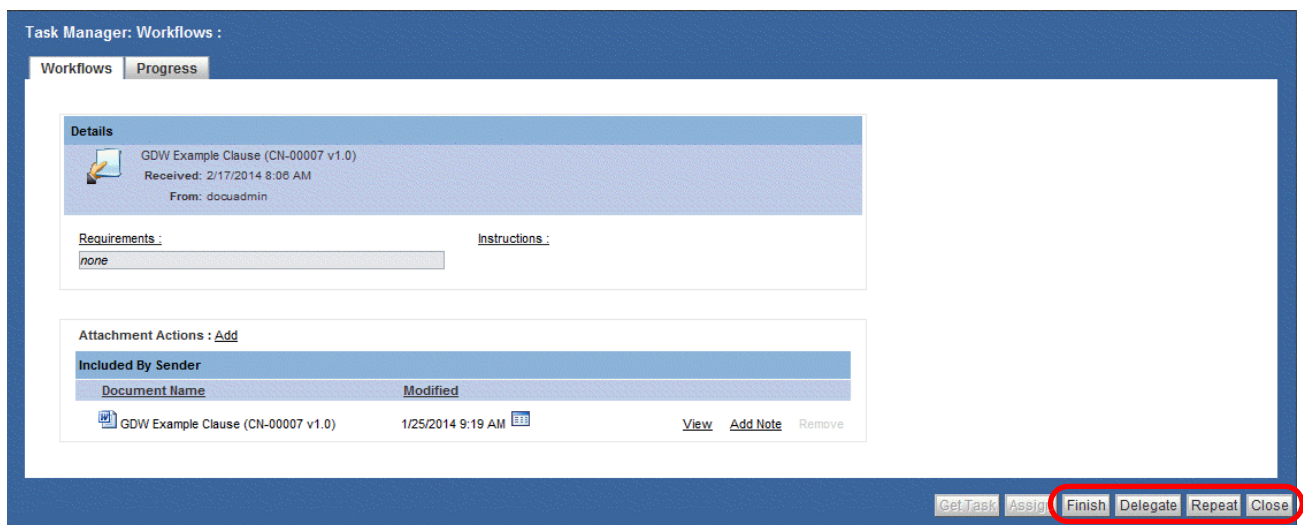 Task Manager: Workflows :
Workflows Progress
Details
GDW Example Clause (CN-00007 v1.0)
Received: 2/17/2014 8:06 AM
From: docuadmin
Requirements : Instructions :
none
Attachment Actions : Add
Included By Sender
Document Name Modified
GDW Example Clause (CN-00007 v1.0) 1/25/2014 9:19 AM View Add Note Remove
Get Task Assign Finish Delegate Repeat Close